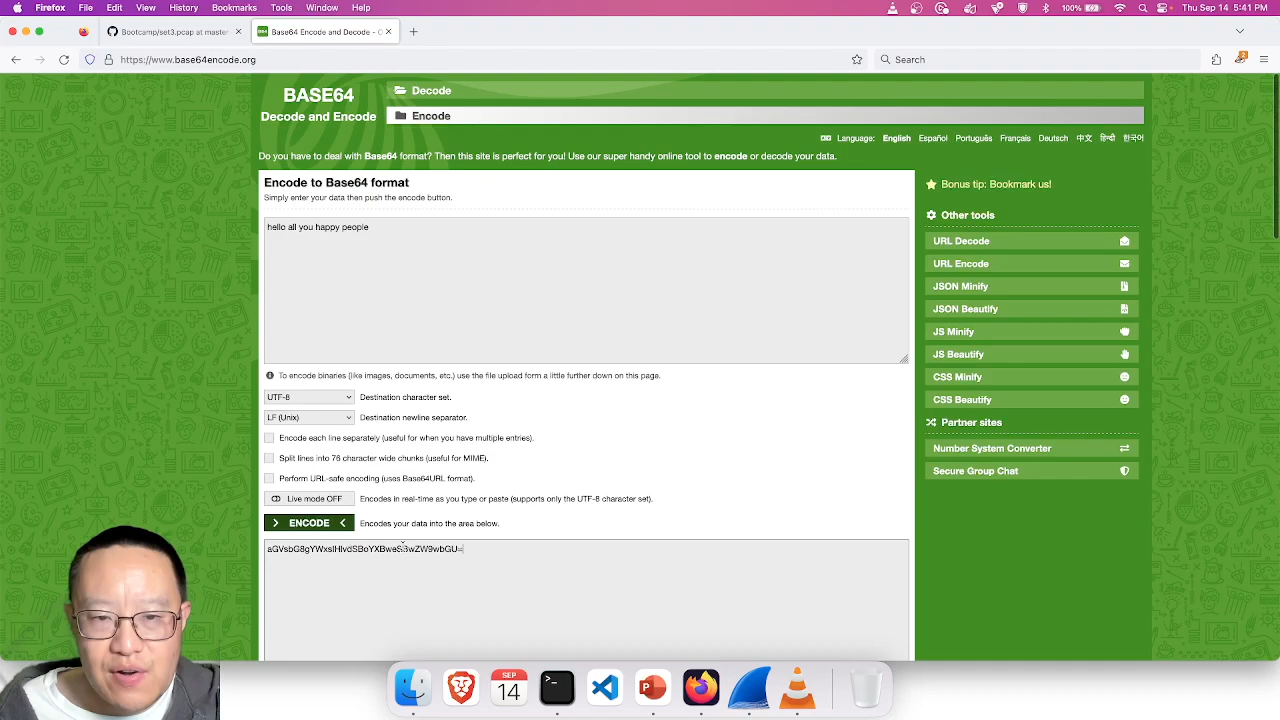 Firefox File Edit View History Bookmarks Tools Window Help
100% Thu Sep 14 5:41 PM
Bootcamp/set3.pcap at master
Base64 Encode and Decode - O
https://www.base64encode.org
Search
2
BASE64
Decode and Encode
Decode
Encode
Language: English Español Português Français Deutsch 中文 हिन्दी 한국어
Do you have to deal with Base64 format? Then this site is perfect for you! Use our super handy online tool to encode or decode your data.
Encode to Base64 format
Simply enter your data then push the encode button.
hello all you happy people
To encode binaries (like images, documents, etc.) use the file upload form a little further down on this page.
UTF-8 Destination character set.
LF (Unix) Destination newline separator.
Encode each line separately (useful for when you have multiple entries).
Split lines into 76 character wide chunks (useful for MIME).
Perform URL-safe encoding (uses Base64URL format).
Live mode OFF Encodes in real-time as you type or paste (supports only the UTF-8 character set).
> ENCODE < Encodes your data into the area below.
aGVsbG8gYWxsIHlvdSBoYXBweSBwZW9wbGU=
Bonus tip: Bookmark us!
Other tools
URL Decode
URL Encode
JSON Minify
JSON Beautify
JS Minify
JS Beautify
CSS Minify
CSS Beautify
Partner sites
Number System Converter
Secure Group Chat
SEP
14